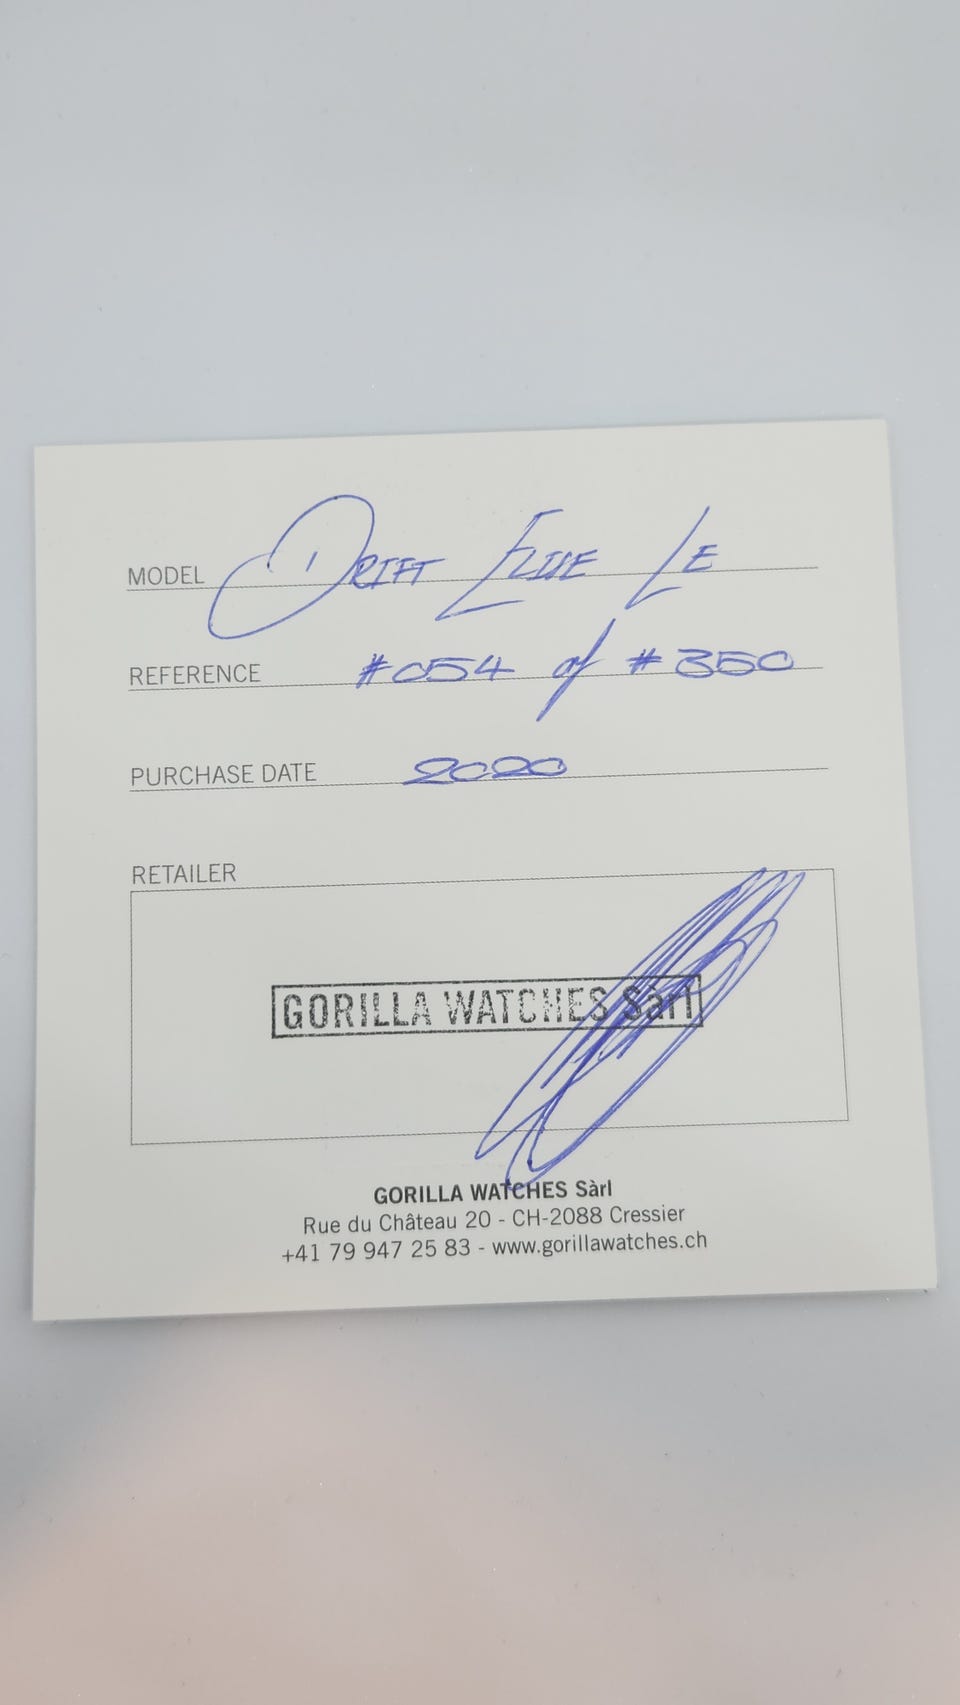 MODEL DRIFT ELISE LE
REFERENCE #054 of #350
PURCHASE DATE 2020
RETAILER
GORILLA WATCHES Sàrl
GORILLA WATCHES Sàrl
Rue du Château 20 - CH-2088 Cressier
+41 79 947 25 83 - www.gorillawatches.ch